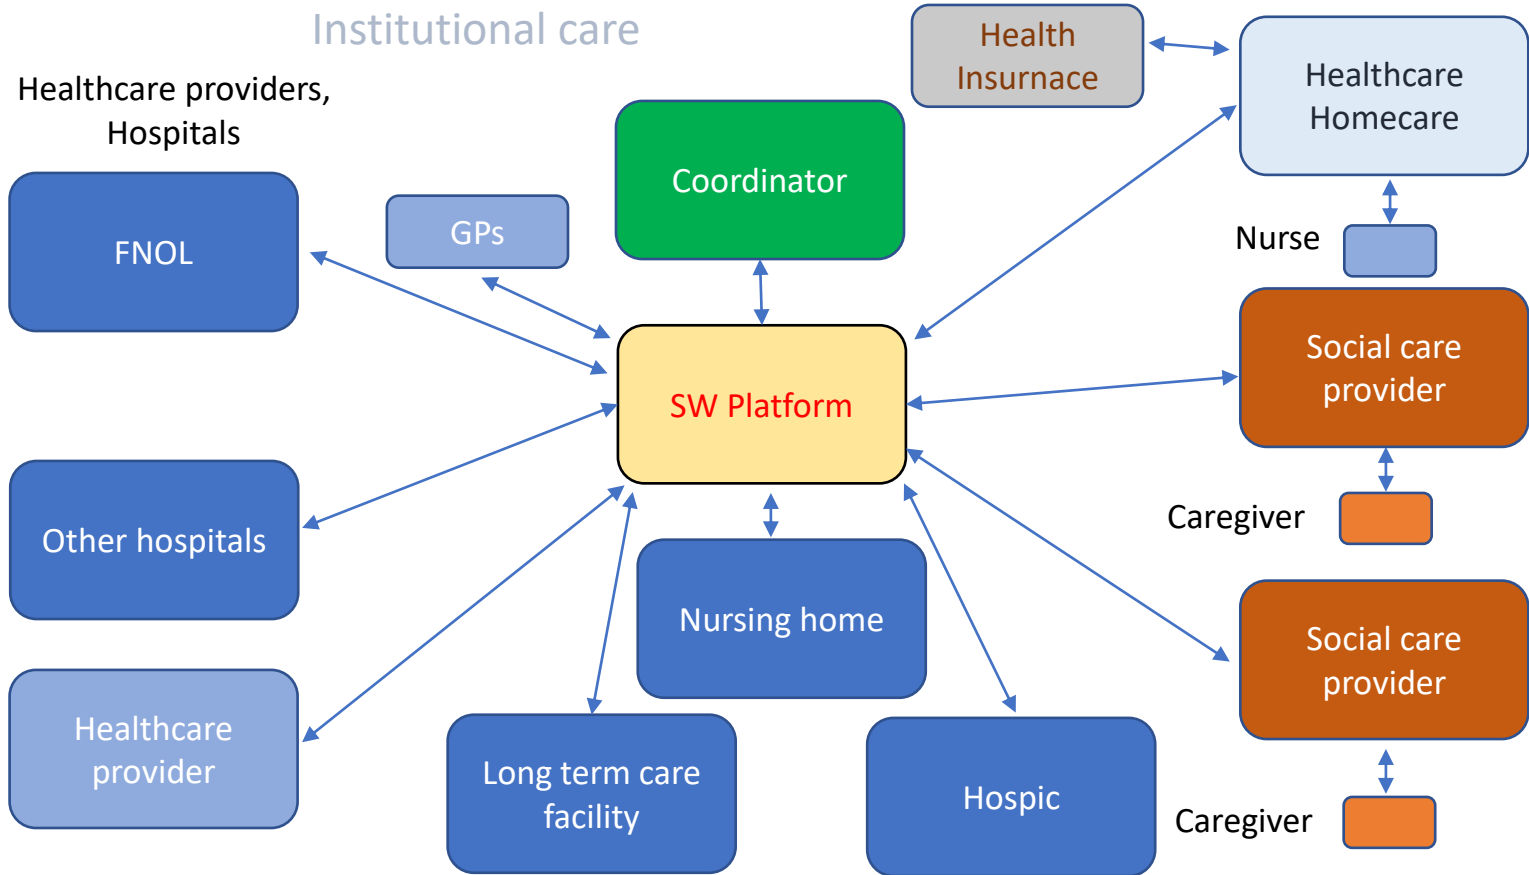 Institutional care
Healthcare providers,
Hospitals
FNOL
GPs
Coordinator
Health
Insurnace
Healthcare
Homecare
Nurse
SW Platform
Social care
provider
Caregiver
Other hospitals
Nursing home
Social care
provider
Healthcare
provider
Long term care
facility
Hospic
Caregiver